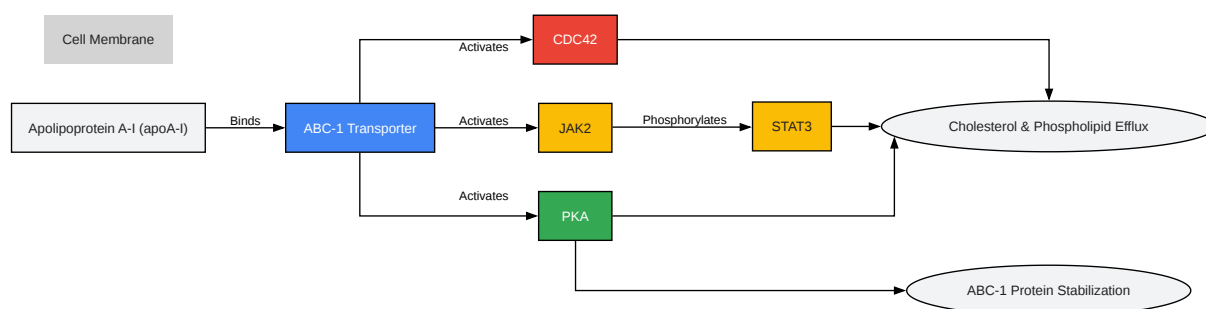 Cell Membrane
Activates
CDC42
Apolipoprotein A-I (apoA-I)
Binds
ABC-1 Transporter
Activates
JAK2
Phosphorylates
STAT3
Cholesterol & Phospholipid Efflux
Activates
PKA
ABC-1 Protein Stabilization